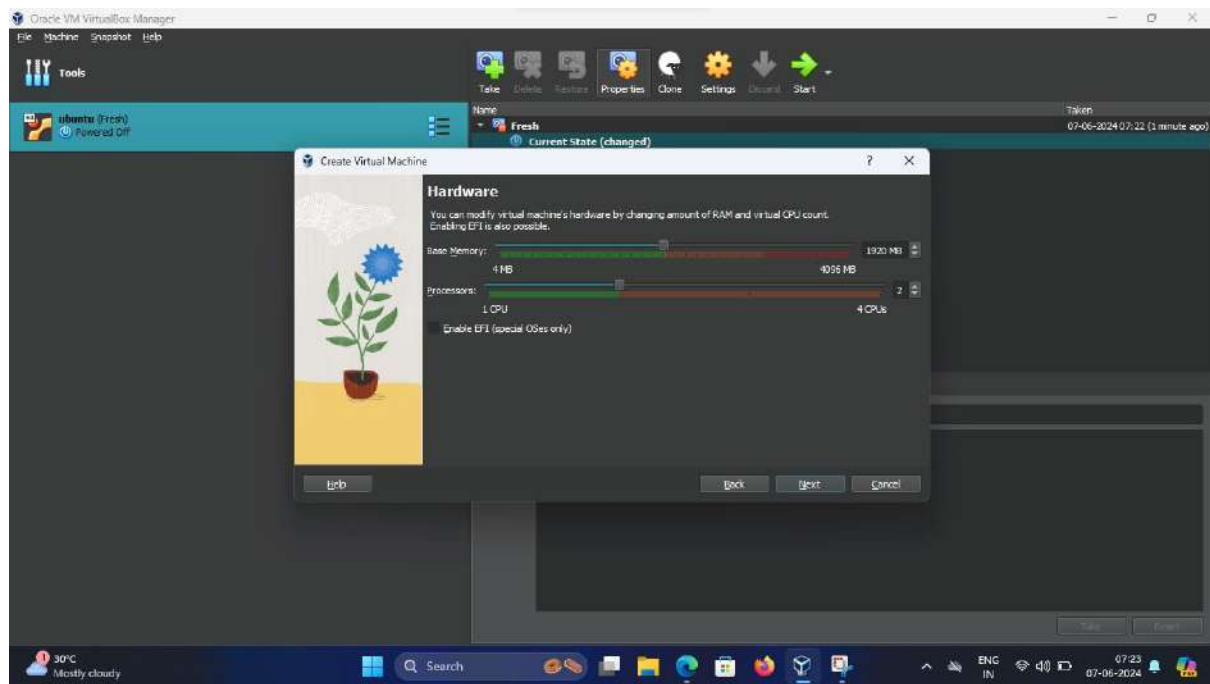 Oracle VM VirtualBox Manager
File Machine Snapshot Help
Tools
Take Delete Restore Properties Clone Settings Discard Start
ubuntu (Fresh)
Powered Off
Name Taken
Fresh 07-06-2024 07:22 (1 minute ago)
Current State (changed)
Create Virtual Machine ?
Hardware
You can modify virtual machine's hardware by changing amount of RAM and virtual CPU count.
Enabling EFI is also possible.
Base Memory: 1920 MB
4 MB 4096 MB
Processors: 2
1 CPU 4 CPUs
Enable EFI (special OSes only)
Help Back Next Cancel
Take
1
30°C
Mostly cloudy
Search
ENG
IN
07:23
07-06-2024